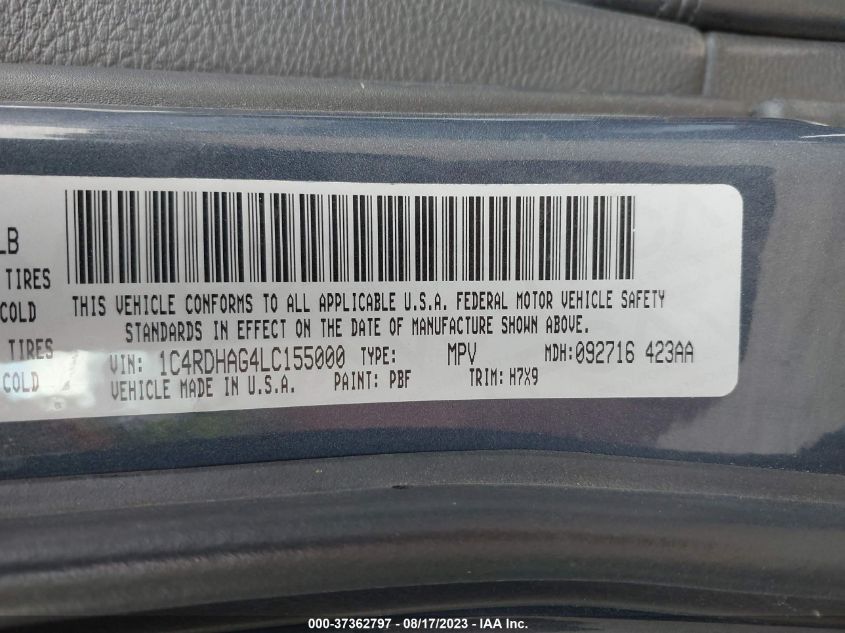 LB
TIRES
COLD
TIRES
COLD
THIS VEHICLE CONFORMS TO ALL APPLICABLE U.S.A. FEDERAL MOTOR VEHICLE SAFETY
STANDARDS IN EFFECT ON THE DATE OF MANUFACTURE SHOWN ABOVE.
VIN: 1C4RDHAG4LC155000 TYPE: MPV MDH:092716 423AA
VEHICLE MADE IN U.S.A. PAINT: PBF TRIM: H7X9
000-37362797 - 08/17/2023 - IAA Inc.